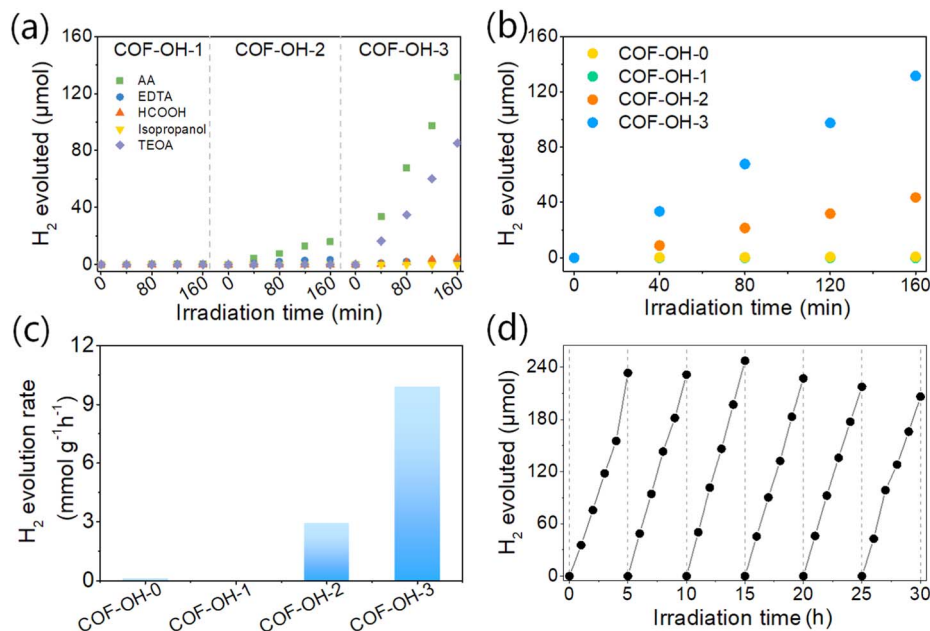 (a)
160
120
80
40
0
H₂ evoluted (μmol)
COF-OH-1 COF-OH-2 COF-OH-3
AA
EDTA
HCOOH
Isopropanol
TEOA
0 80 160 0 80 160 0 80 160
Irradiation time (min)
(b)
160
120
80
40
0
H₂ evoluted (μmol)
COF-OH-0
COF-OH-1
COF-OH-2
COF-OH-3
0 40 80 120 160
Irradiation time (min)
(c)
12
9
6
3
0
H₂ evolution rate
(mmol g⁻¹h⁻¹)
COF-OH-0 COF-OH-1 COF-OH-2 COF-OH-3
(d)
240
180
120
60
0
H₂ evoluted (μmol)
0 5 10 15 20 25 30
Irradiation time (h)